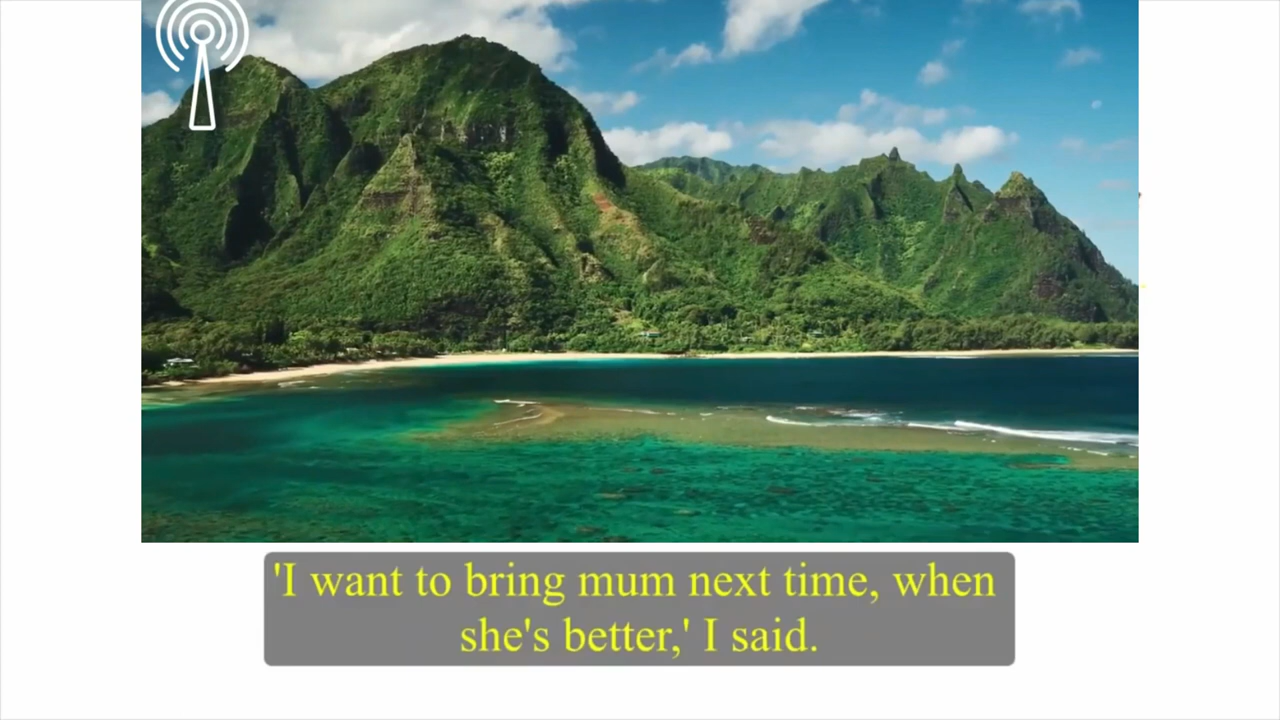 'I want to bring mum next time, when
she's better,' I said.